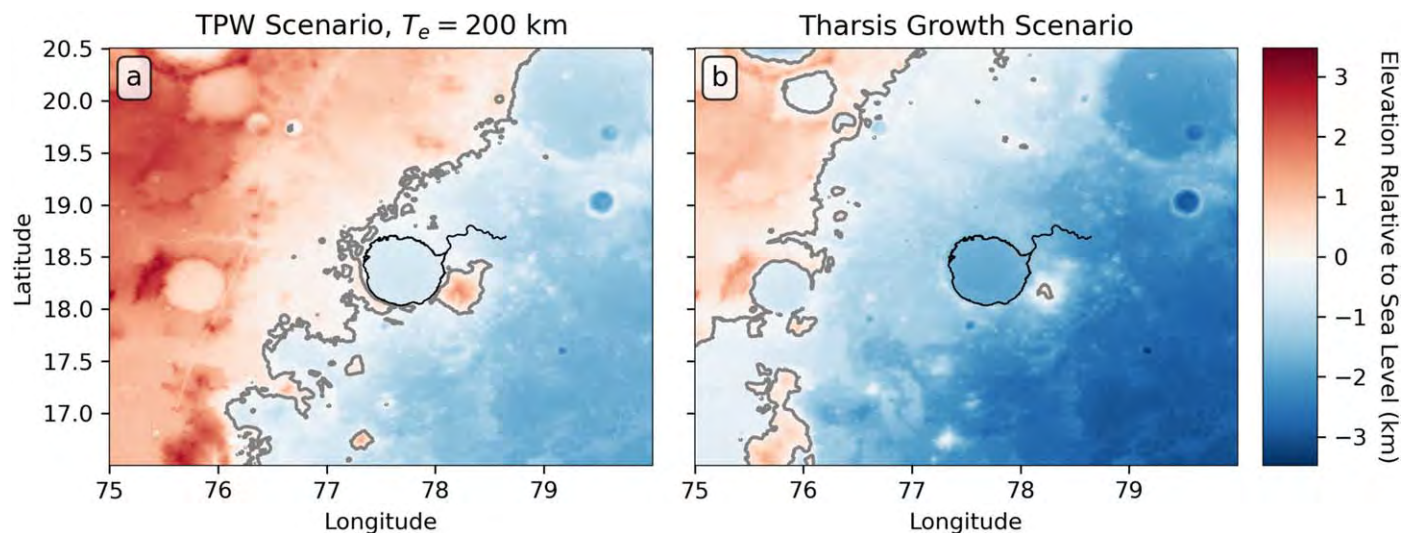 TPW Scenario, Tₑ = 200 km
Tharsis Growth Scenario
a
b
20.5
20.0
19.5
19.0
18.5
18.0
17.5
17.0
Latitude
75 76 77 78 79
75 76 77 78 79
Longitude
Longitude
3
2
1
0
−1
−2
−3
Elevation Relative to Sea Level (km)